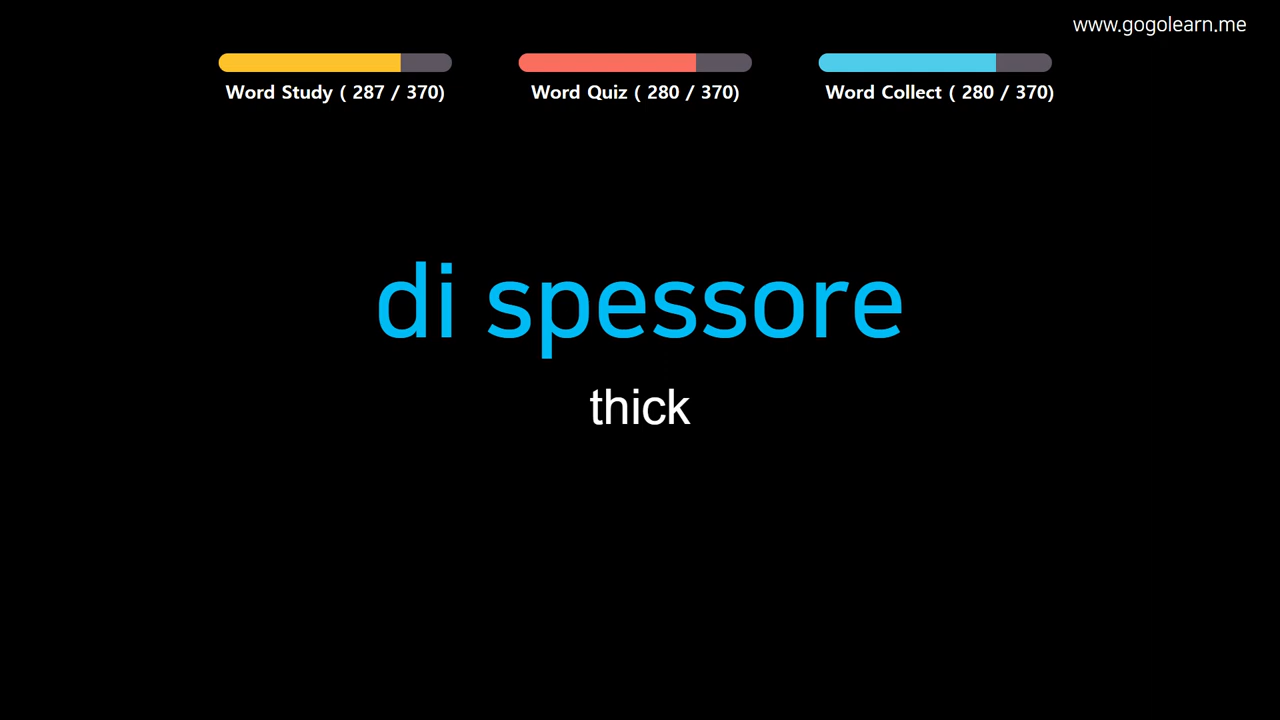 www.gogolearn.me
Word Study ( 287 / 370)
Word Quiz ( 280 / 370)
Word Collect ( 280 / 370)
di spessore
thick